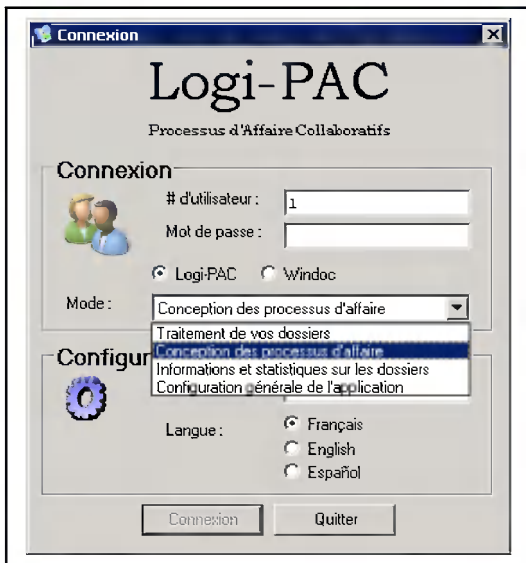 Connexion
Logi-PAC
Processus d'Affaire Collaboratifs
Connexion
# d'utilisateur :
1
Mot de passe :
Logi-PAC
Windoc
Mode :
Conception des processus d'affaire
Traitement de vos dossiers
Conception des processus d'affaire
Informations et statistiques sur les dossiers
Configuration générale de l'application
Configur
Langue :
Français
English
Español
Connexion
Quitter